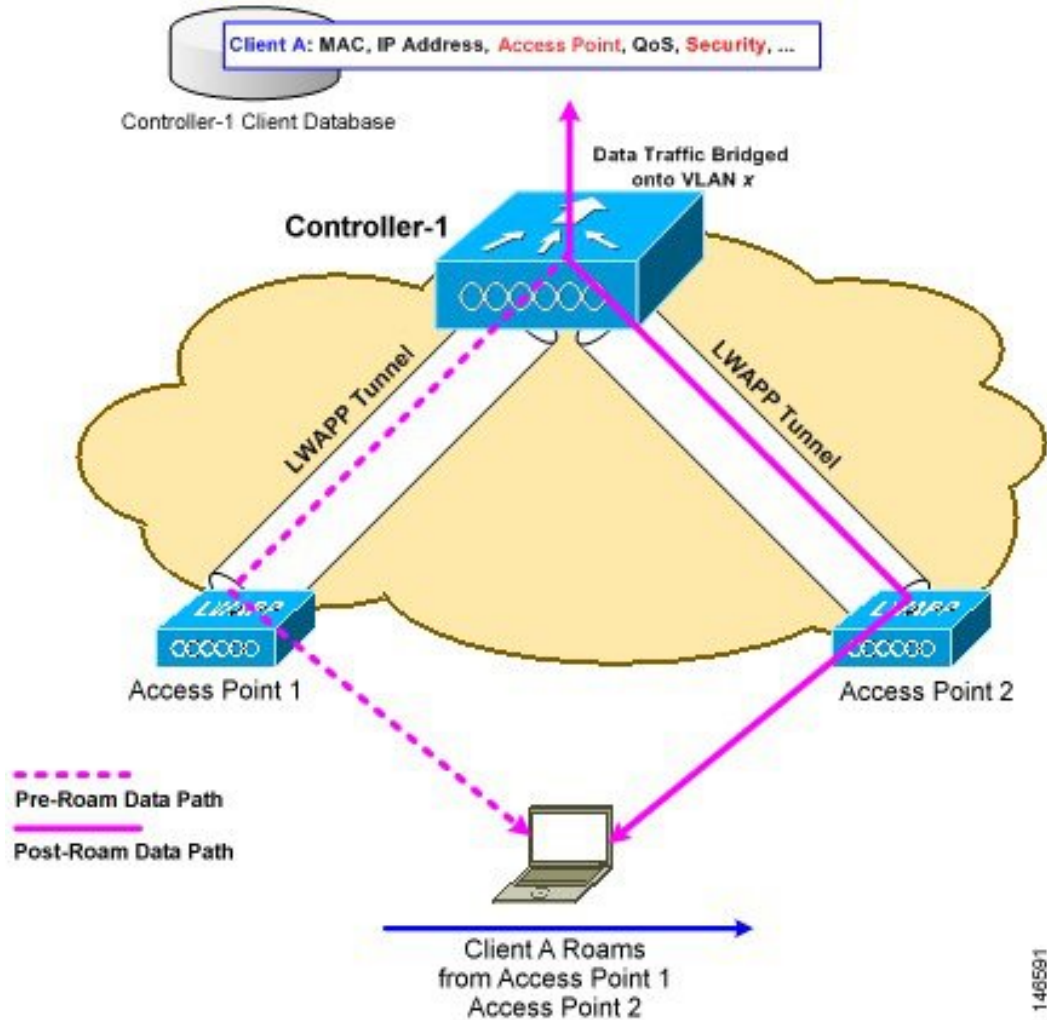 Client A: MAC, IP Address, Access Point, QoS, Security, ...
Controller-1 Client Database
Data Traffic Bridged
onto VLAN x
Controller-1
LWAPP Tunnel
LWAPP Tunnel
LWAPP
LWAPP
Access Point 1
Access Point 2
Pre-Roam Data Path
Post-Roam Data Path
Client A Roams
from Access Point 1
Access Point 2
146591